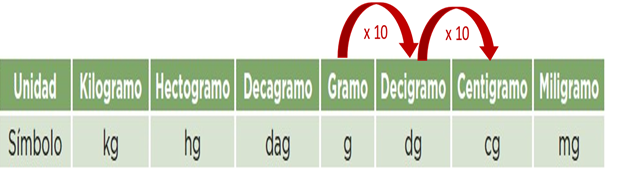 x 10 x 10
Unidad Kilogramo Hectogramo Decagramo Gramo Decigramo Centigramo Miligramo
Símbolo kg hg dag g dg cg mg